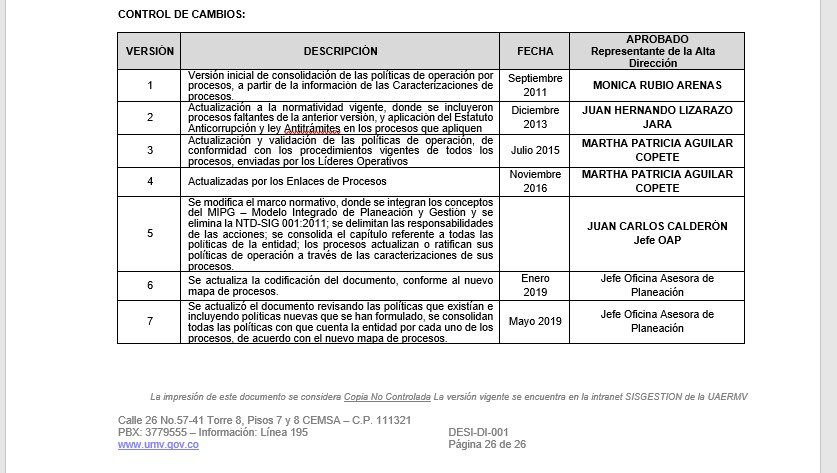 CONTROL DE CAMBIOS:
VERSIÓN
DESCRIPCIÓN
FECHA
APROBADO
Representante de la Alta
Dirección
1
Versión inicial de consolidación de las políticas de operación por
procesos, a partir de la información de las Caracterizaciones de
procesos.
Septiembre
2011
MONICA RUBIO ARENAS
2
Actualización a la normatividad vigente, donde se incluyeron
procesos faltantes de la anterior versión, y aplicación del Estatuto
Anticorrupción y ley Antitrámites en los procesos que apliquen
Diciembre
2013
JUAN HERNANDO LIZARAZO
JARA
3
Actualización y validación de las políticas de operación, de
conformidad con los procedimientos vigentes de todos los
procesos, enviadas por los Líderes Operativos
Julio 2015
MARTHA PATRICIA AGUILAR
COPETE
4
Actualizadas por los Enlaces de Procesos
Noviembre
2016
MARTHA PATRICIA AGUILAR
COPETE
5
Se modifica el marco normativo, donde se integran los conceptos
del MIPG – Modelo Integrado de Planeación y Gestión y se
elimina la NTD-SIG 001:2011; se delimitan las responsabilidades
de las acciones; se consolida el capítulo referente a todas las
políticas de la entidad; los procesos actualizan o ratifican sus
políticas de operación a través de las caracterizaciones de sus
procesos.
JUAN CARLOS CALDERÓN
Jefe OAP
6
Se actualiza la codificación del documento, conforme al nuevo
mapa de procesos.
Enero
2019
Jefe Oficina Asesora de
Planeación
7
Se actualizó el documento revisando las políticas que existían e
incluyendo políticas nuevas que se han formulado, se consolidan
todas las políticas con que cuenta la entidad por cada uno de los
procesos, de acuerdo con el nuevo mapa de procesos.
Mayo 2019
Jefe Oficina Asesora de
Planeación
La impresión de este documento se considera Copia No Controlada La versión vigente se encuentra en la intranet SISGESTION de la UAERMV
Calle 26 No.57-41 Torre 8, Pisos 7 y 8 CEMSA – C.P. 111321
PBX: 3779555 – Información: Línea 195
www.umv.gov.co
DESI-DI-001
Página 26 de 26